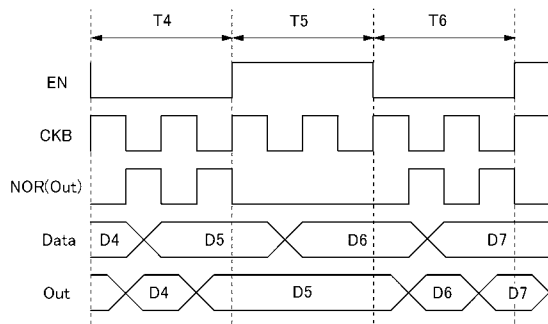 T4 T5 T6
EN
CKB
NOR(Out)
Data D4 D5 D6 D7
Out D4 D5 D6 D7